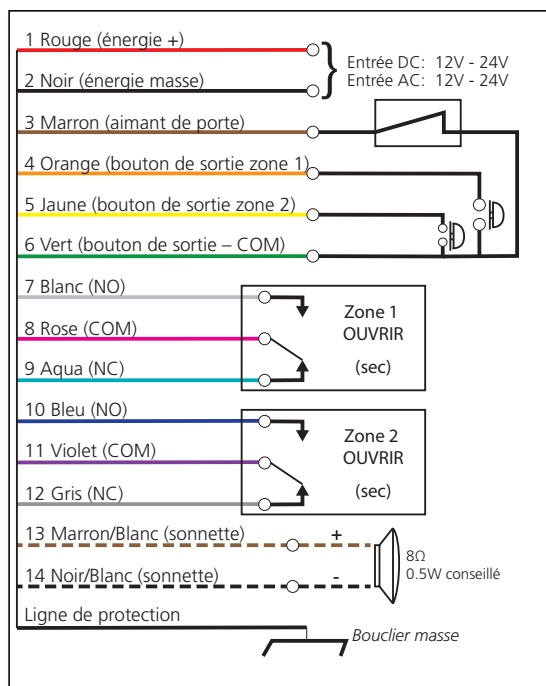 1 Rouge (énergie +)
Entrée DC: 12V - 24V
2 Noir (énergie masse)
Entrée AC: 12V - 24V
3 Marron (aimant de porte)
4 Orange (bouton de sortie zone 1)
5 Jaune (bouton de sortie zone 2)
6 Vert (bouton de sortie – COM)
7 Blanc (NO)
8 Rose (COM)
9 Aqua (NC)
Zone 1
OUVRIR
(sec)
10 Bleu (NO)
11 Violet (COM)
12 Gris (NC)
Zone 2
OUVRIR
(sec)
13 Marron/Blanc (sonnette)
+
14 Noir/Blanc (sonnette)
-
8Ω
0.5W conseillé
Ligne de protection
Bouclier masse